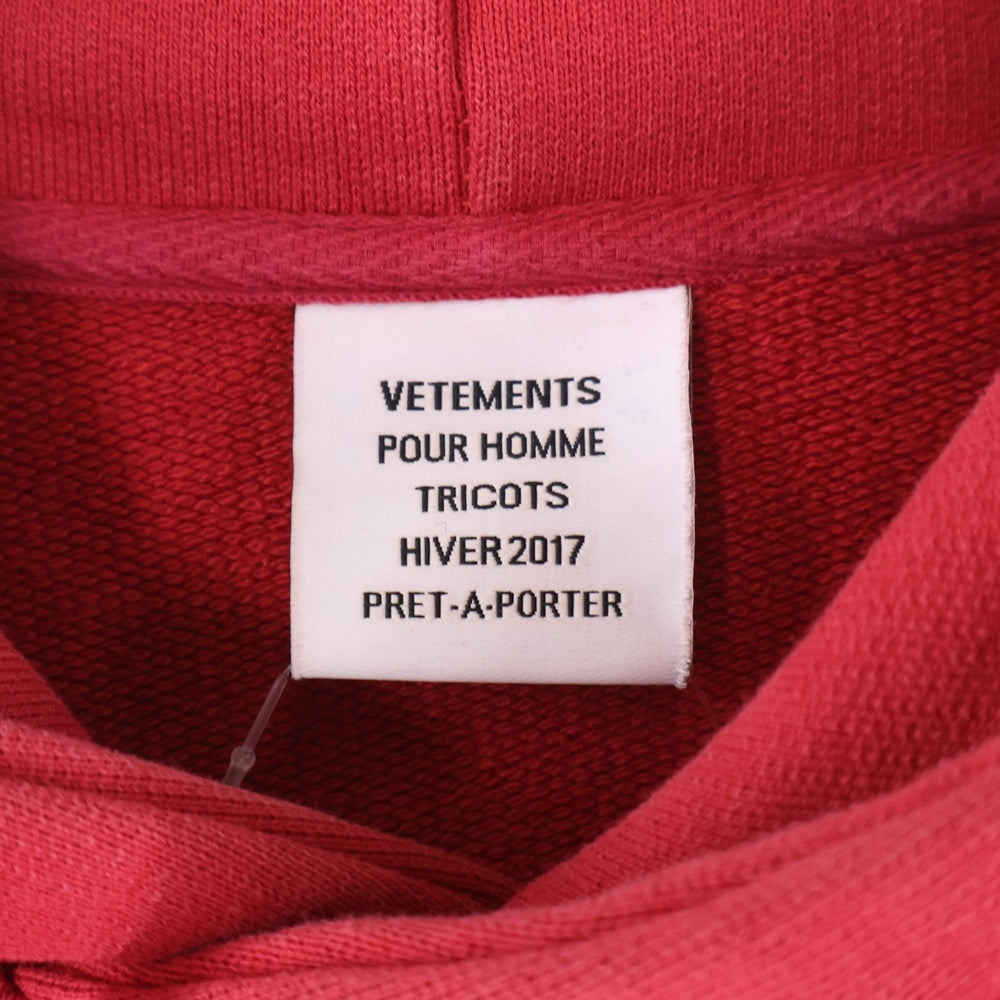 VETEMENTS
POUR HOMME
TRICOTS
HIVER 2017
PRET-A-PORTER